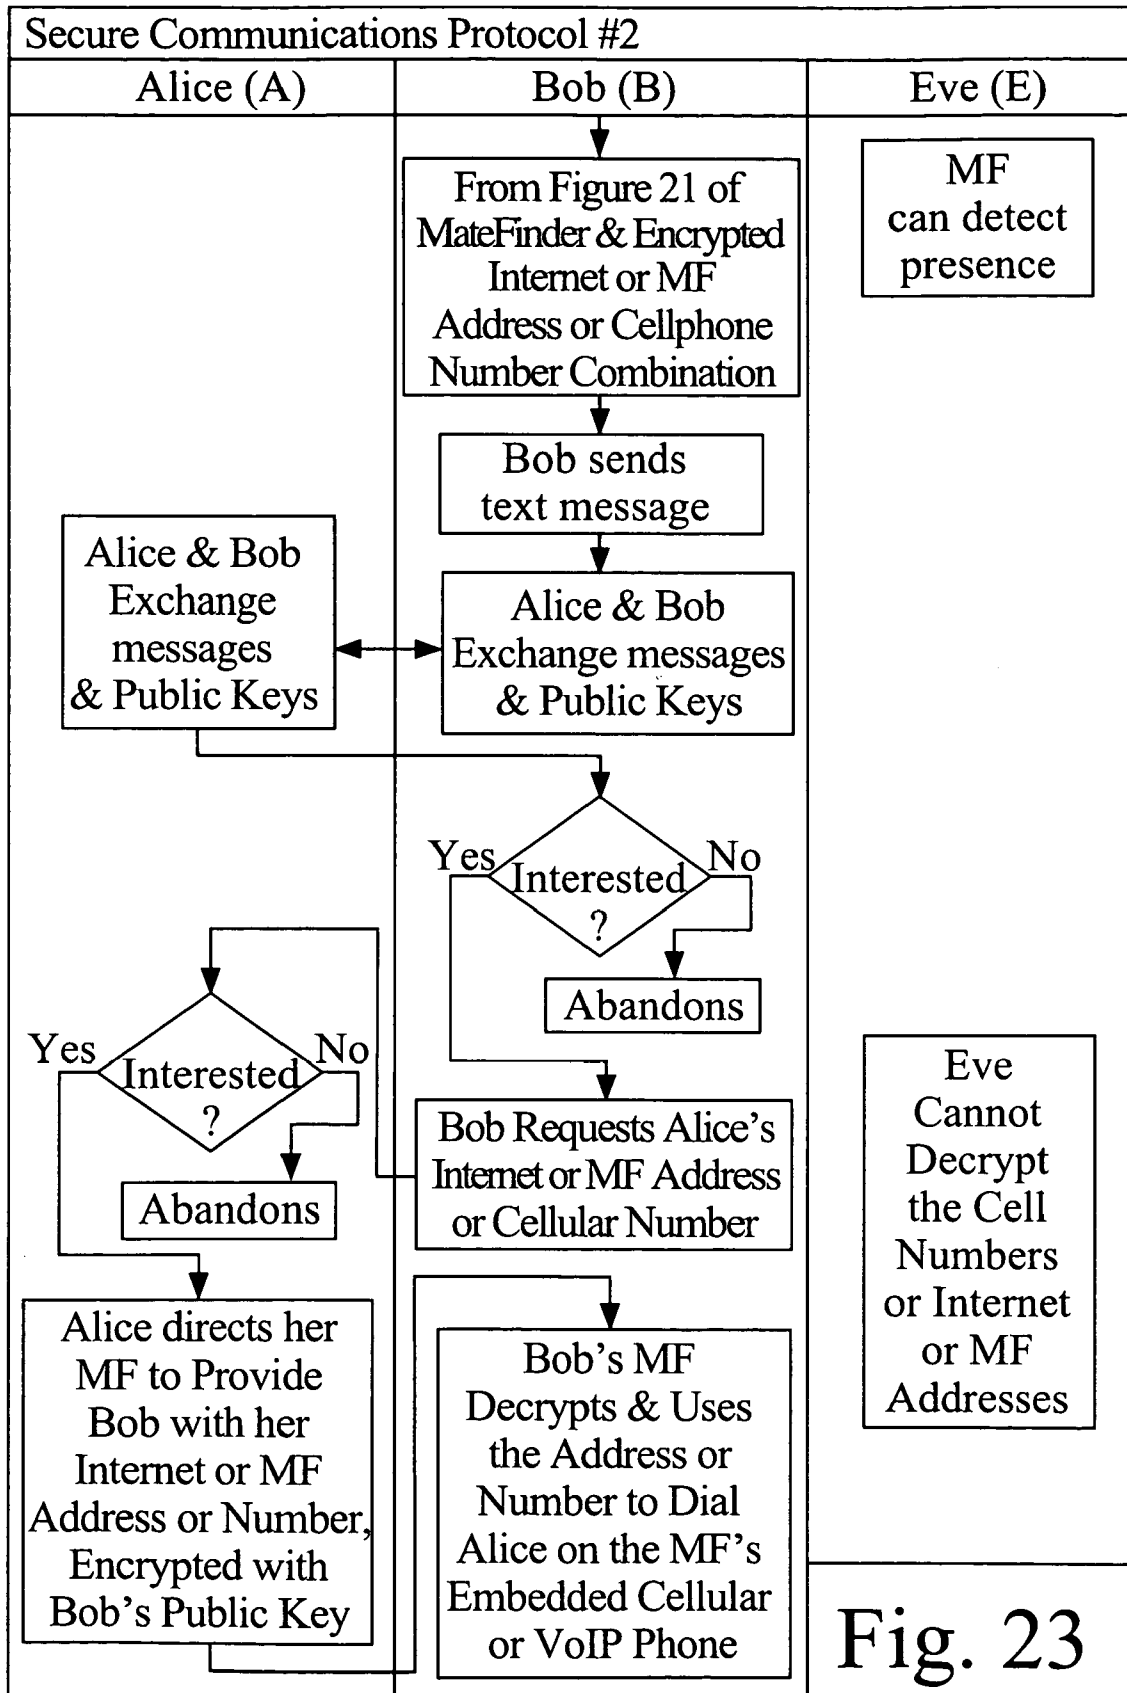 Secure Communications Protocol #2
Alice (A)
Bob (B)
Eve (E)
From Figure 21 of
MateFinder & Encrypted
Internet or MF
Address or Cellphone
Number Combination
MF
can detect
presence
Bob sends
text message
Alice & Bob
Exchange
messages
& Public Keys
Alice & Bob
Exchange messages
& Public Keys
Yes
No
Interested
?
Abandons
Yes
No
Interested
?
Abandons
Bob Requests Alice's
Internet or MF Address
or Cellular Number
Eve
Cannot
Decrypt
the Cell
Numbers
or Internet
or MF
Addresses
Alice directs her
MF to Provide
Bob with her
Internet or MF
Address or Number,
Encrypted with
Bob's Public Key
Bob's MF
Decrypts & Uses
the Address or
Number to Dial
Alice on the MF's
Embedded Cellular
or VoIP Phone
Fig. 23